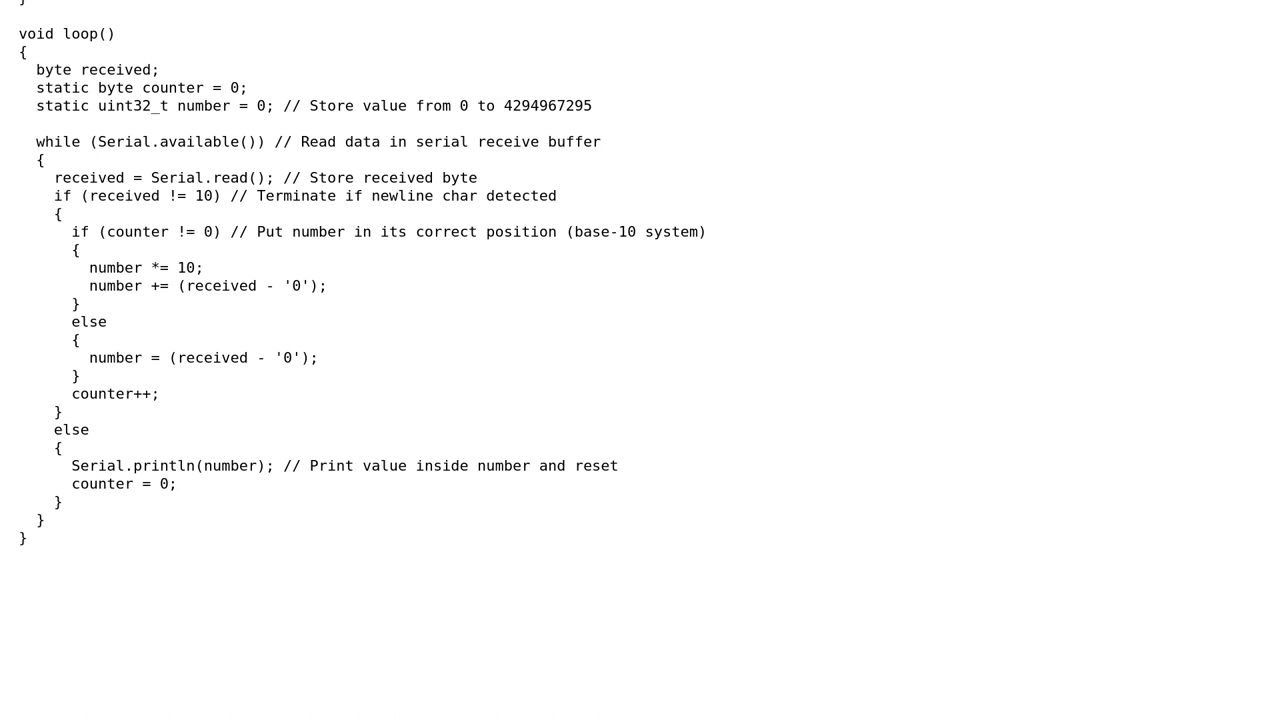 }

void loop()
{
  byte received;
  static byte counter = 0;
  static uint32_t number = 0; // Store value from 0 to 4294967295

  while (Serial.available()) // Read data in serial receive buffer
  {
    received = Serial.read(); // Store received byte
    if (received != 10) // Terminate if newline char detected
    {
      if (counter != 0) // Put number in its correct position (base-10 system)
      {
        number *= 10;
        number += (received - '0');
      }
      else
      {
        number = (received - '0');
      }
      counter++;
    }
    else
    {
      Serial.println(number); // Print value inside number and reset
      counter = 0;
    }
  }
}